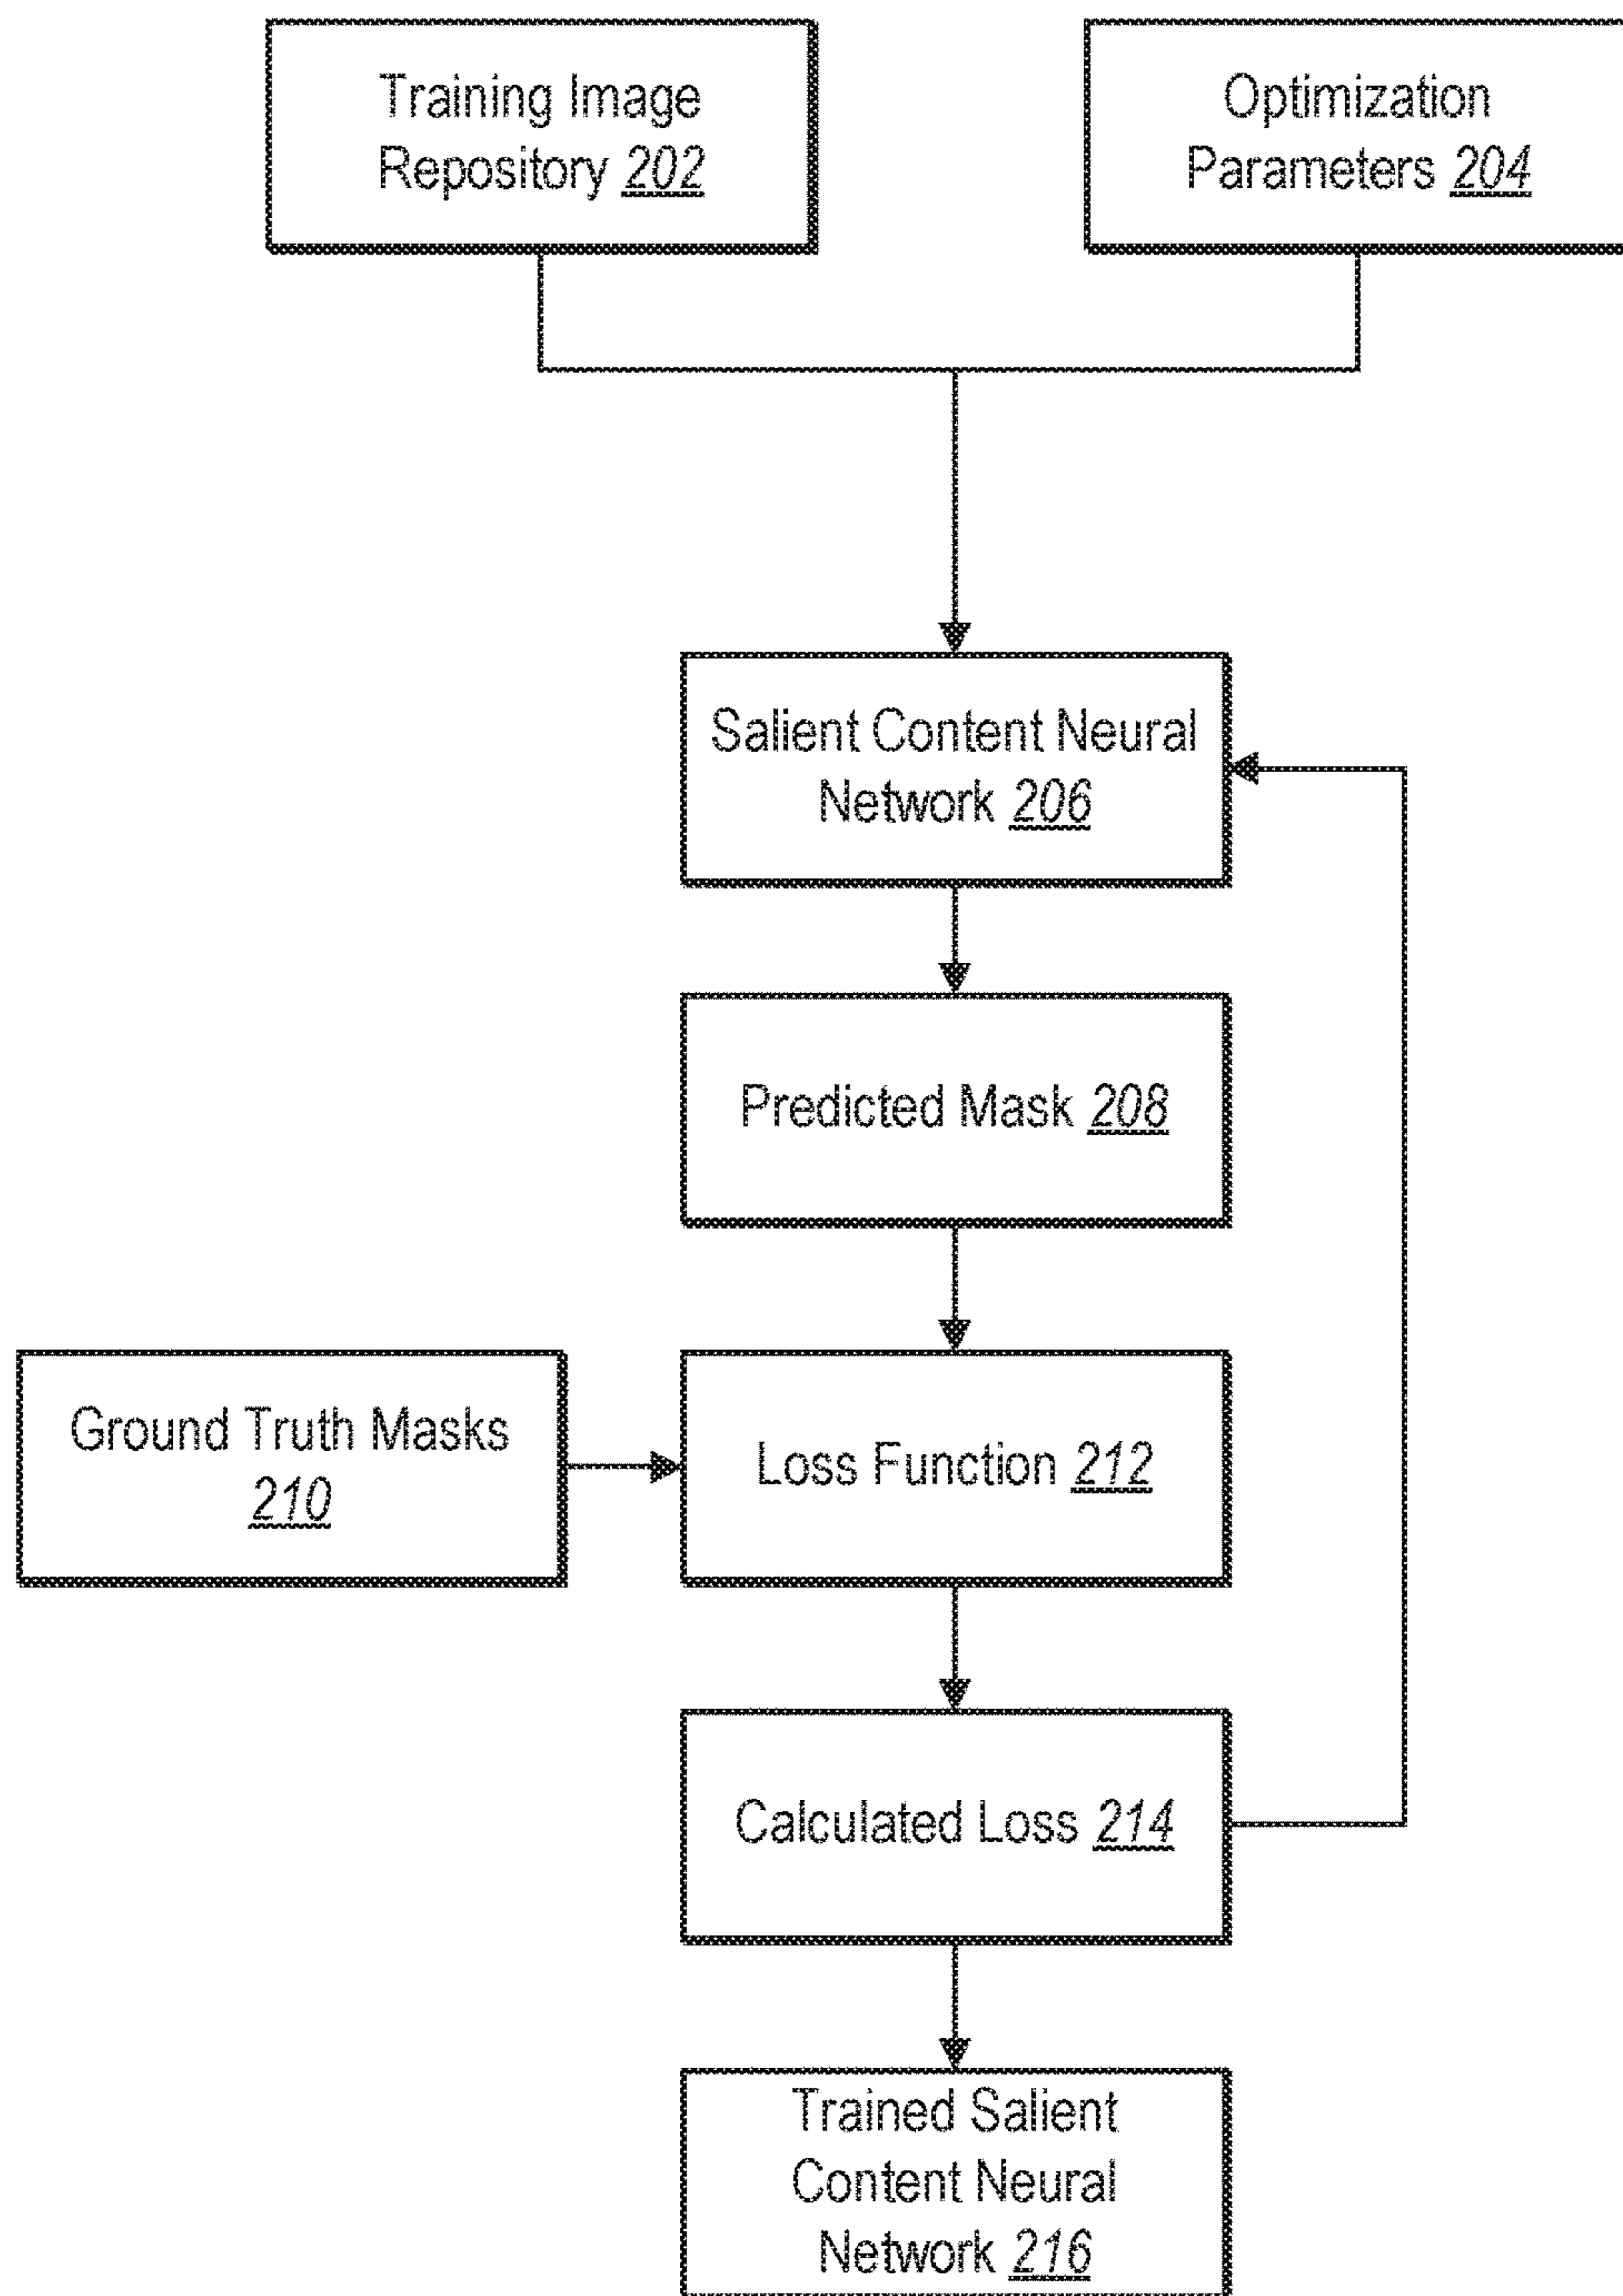 Training Image
Repository 202
Optimization
Parameters 204
Salient Content Neural
Network 206
Predicted Mask 208
Ground Truth Masks
210
Loss Function 212
Calculated Loss 214
Trained Salient
Content Neural
Network 216